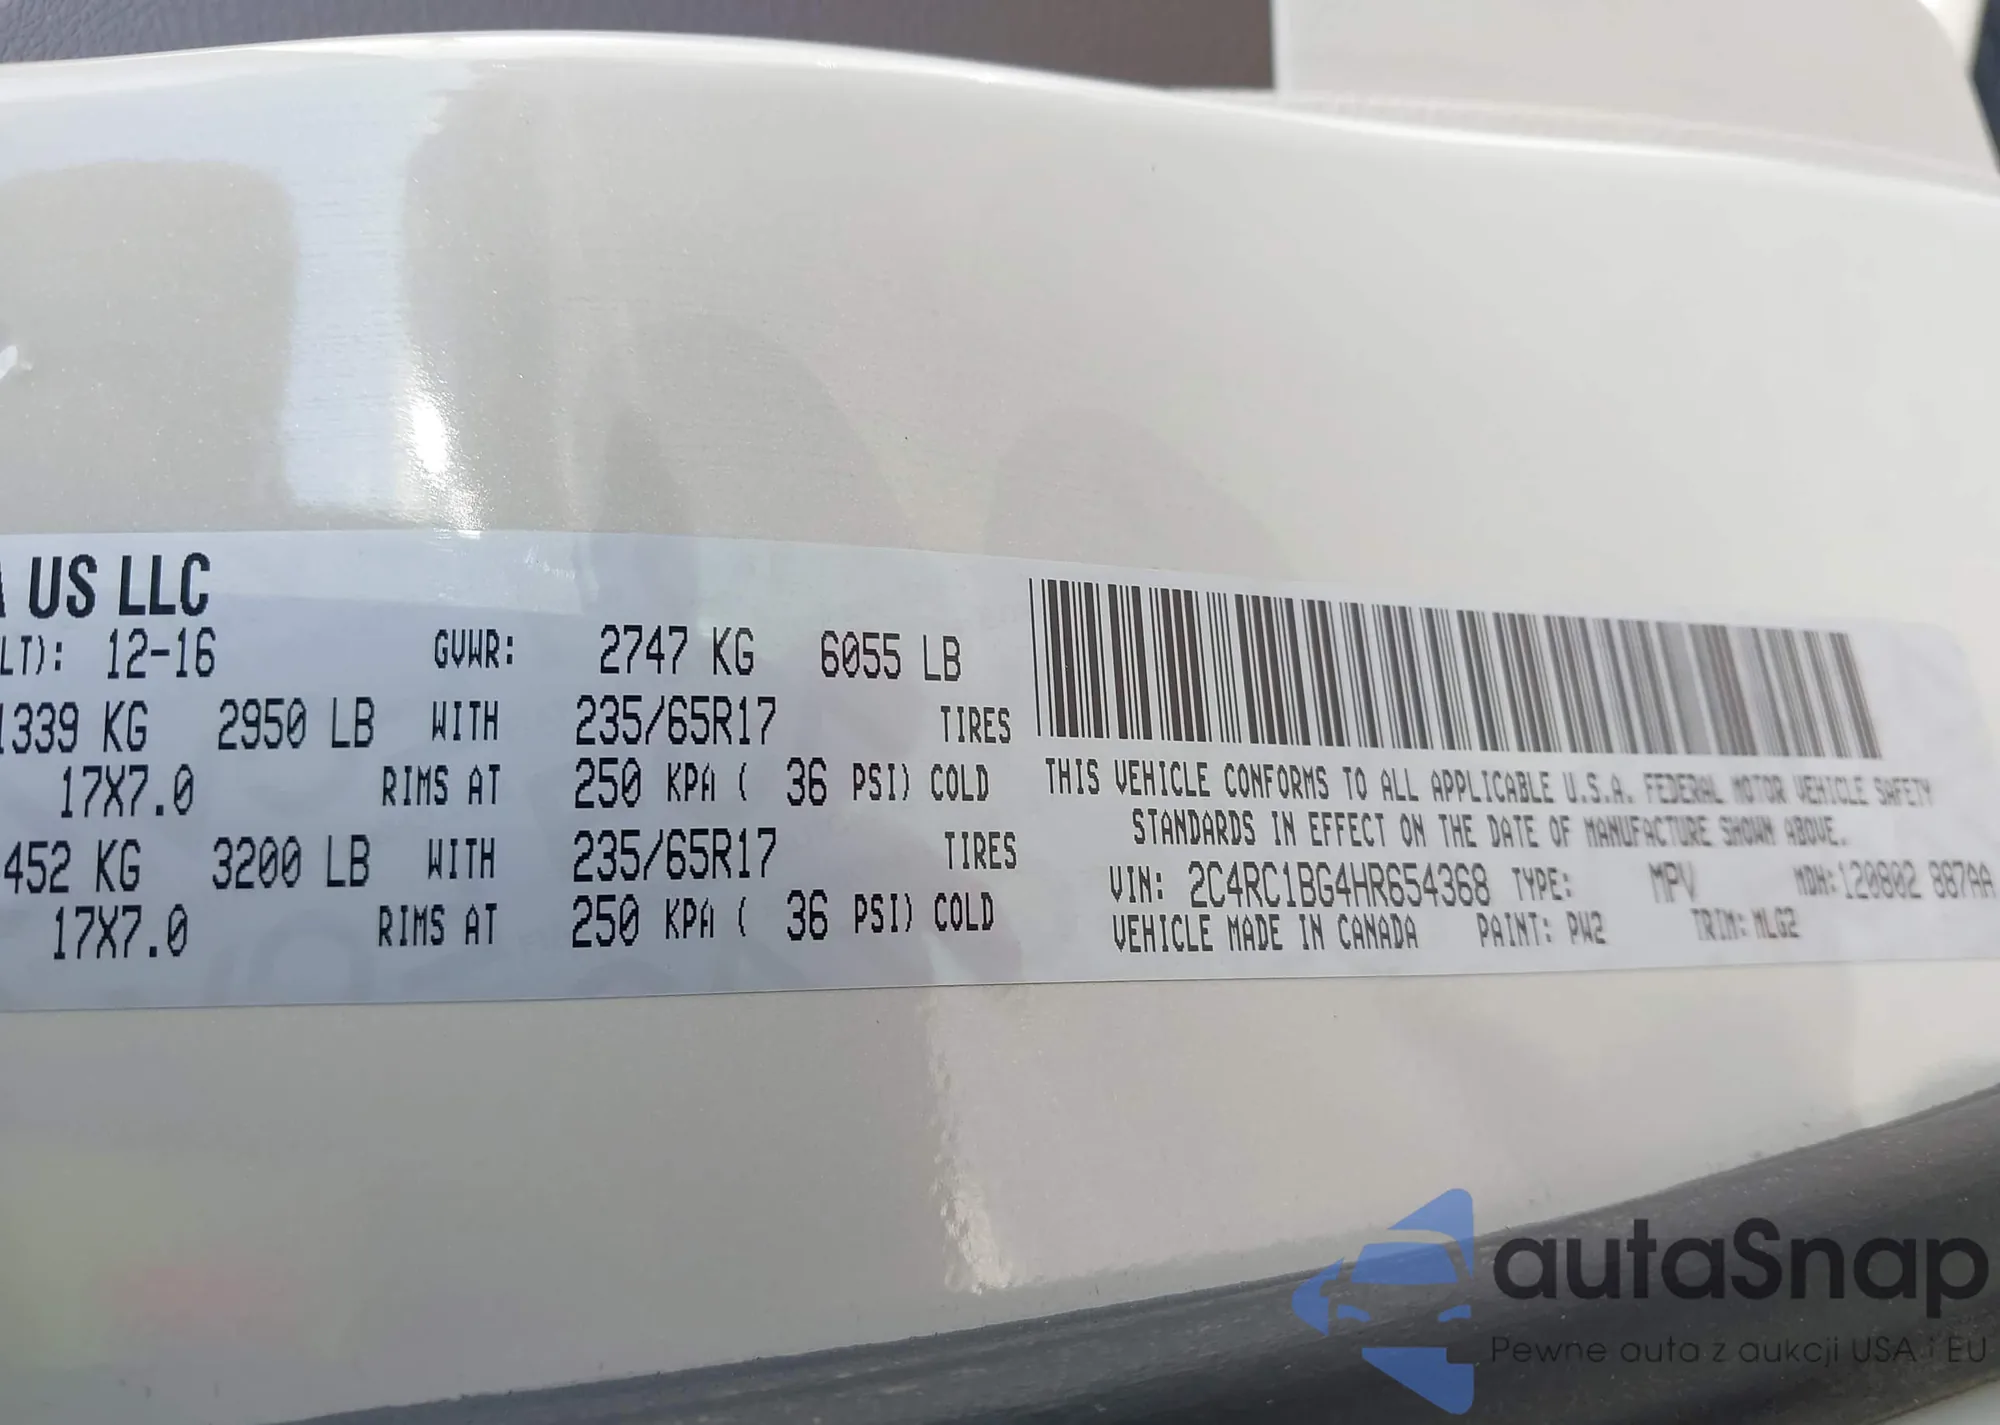 US LLC
LT): 12-16 GVWR: 2747 KG 6055 LB
1339 KG 2950 LB WITH 235/65R17 TIRES
17X7.0 RIMS AT 250 KPA ( 36 PSI) COLD
452 KG 3200 LB WITH 235/65R17 TIRES
17X7.0 RIMS AT 250 KPA ( 36 PSI) COLD
THIS VEHICLE CONFORMS TO ALL APPLICABLE U.S.A. FEDERAL MOTOR VEHICLE SAFETY
STANDARDS IN EFFECT ON THE DATE OF MANUFACTURE SHOWN ABOVE.
VIN: 2C4RC1BG4HR654368 TYPE: MPV MDH: 120802 887AA
VEHICLE MADE IN CANADA PAINT: PW2 TRIM: MLG2
autaSnap
Pewne auta z aukcji USA i EU